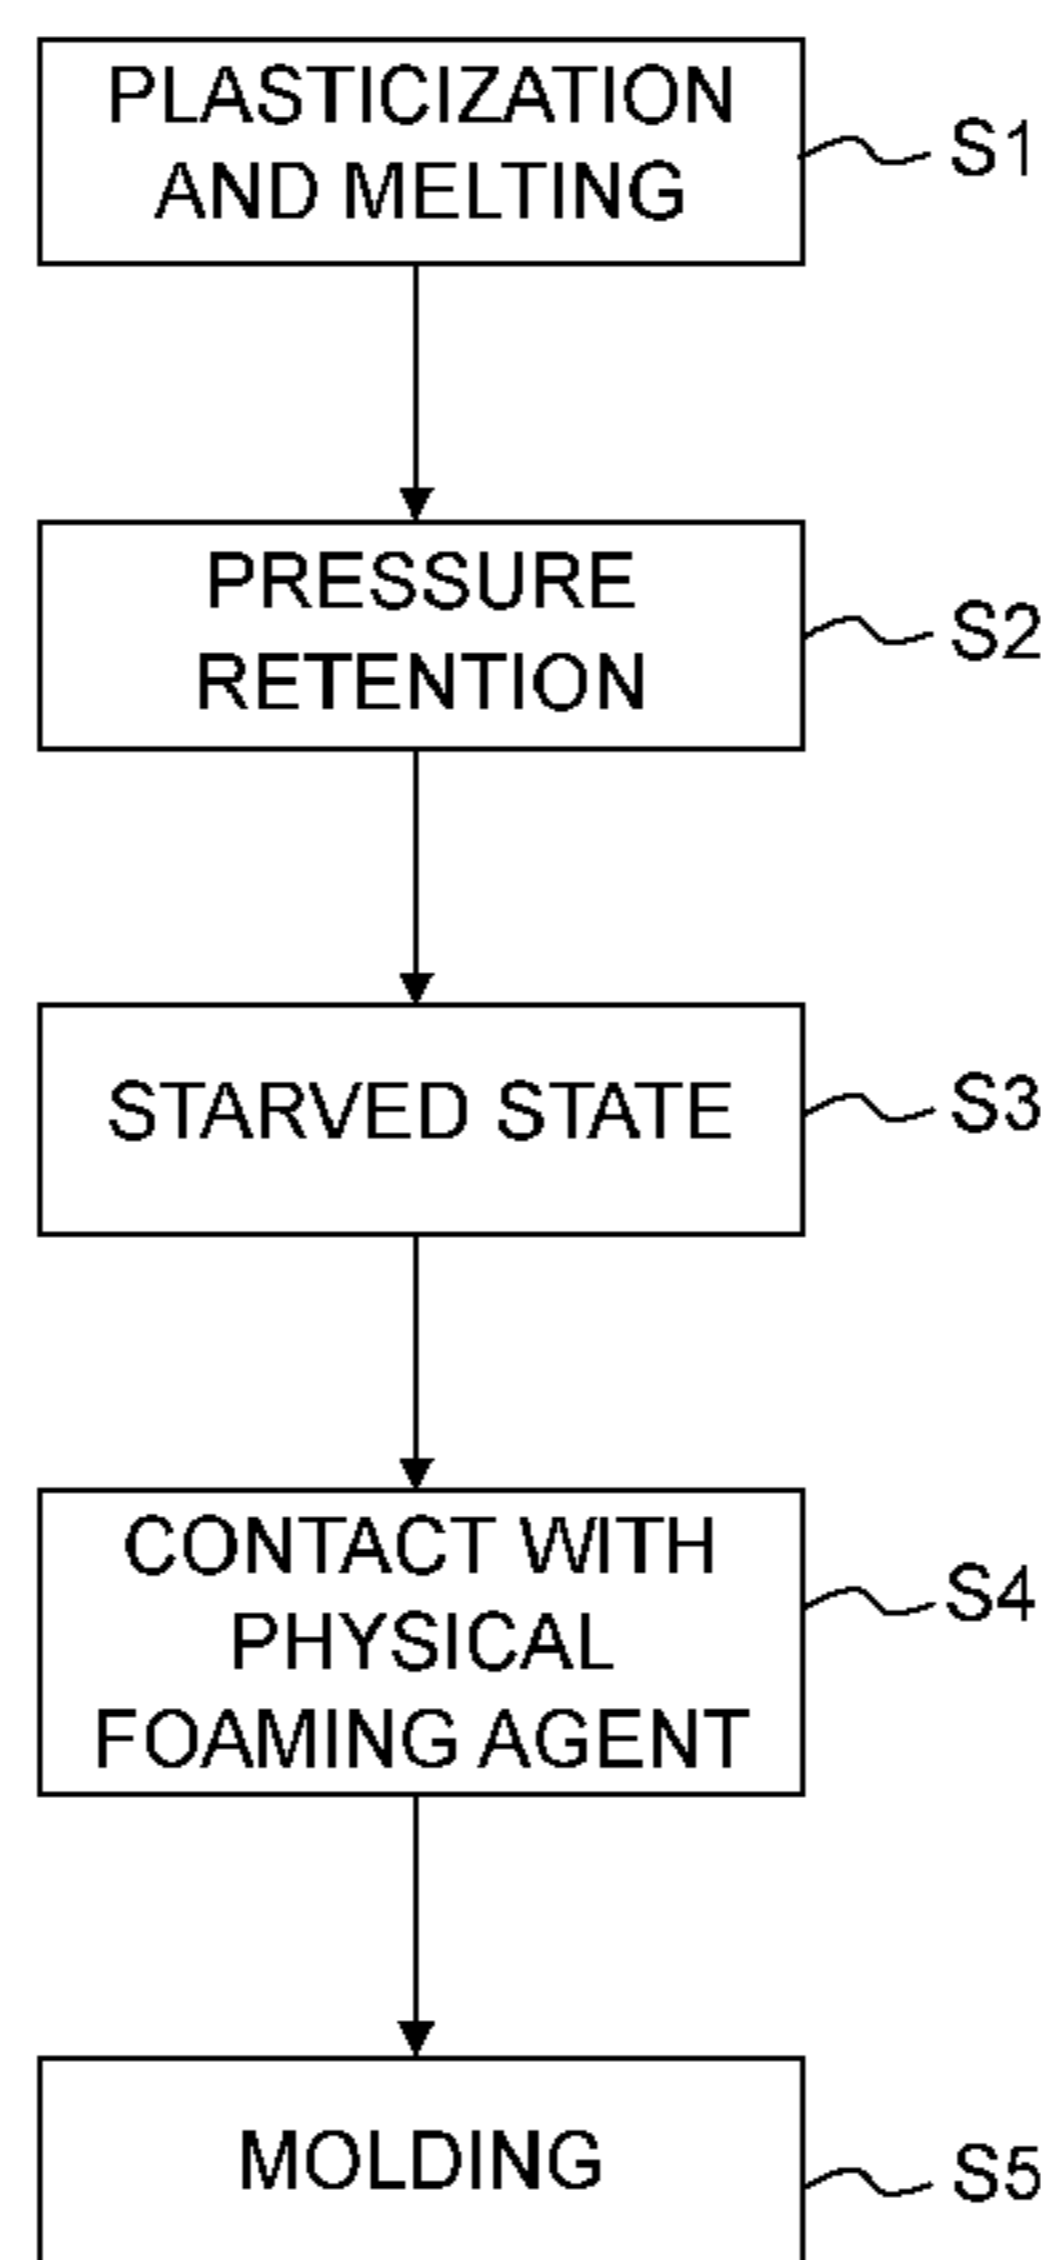 PLASTICIZATION
AND MELTING
S1
PRESSURE
RETENTION
S2
STARVED STATE
S3
CONTACT WITH
PHYSICAL
FOAMING AGENT
S4
MOLDING
S5